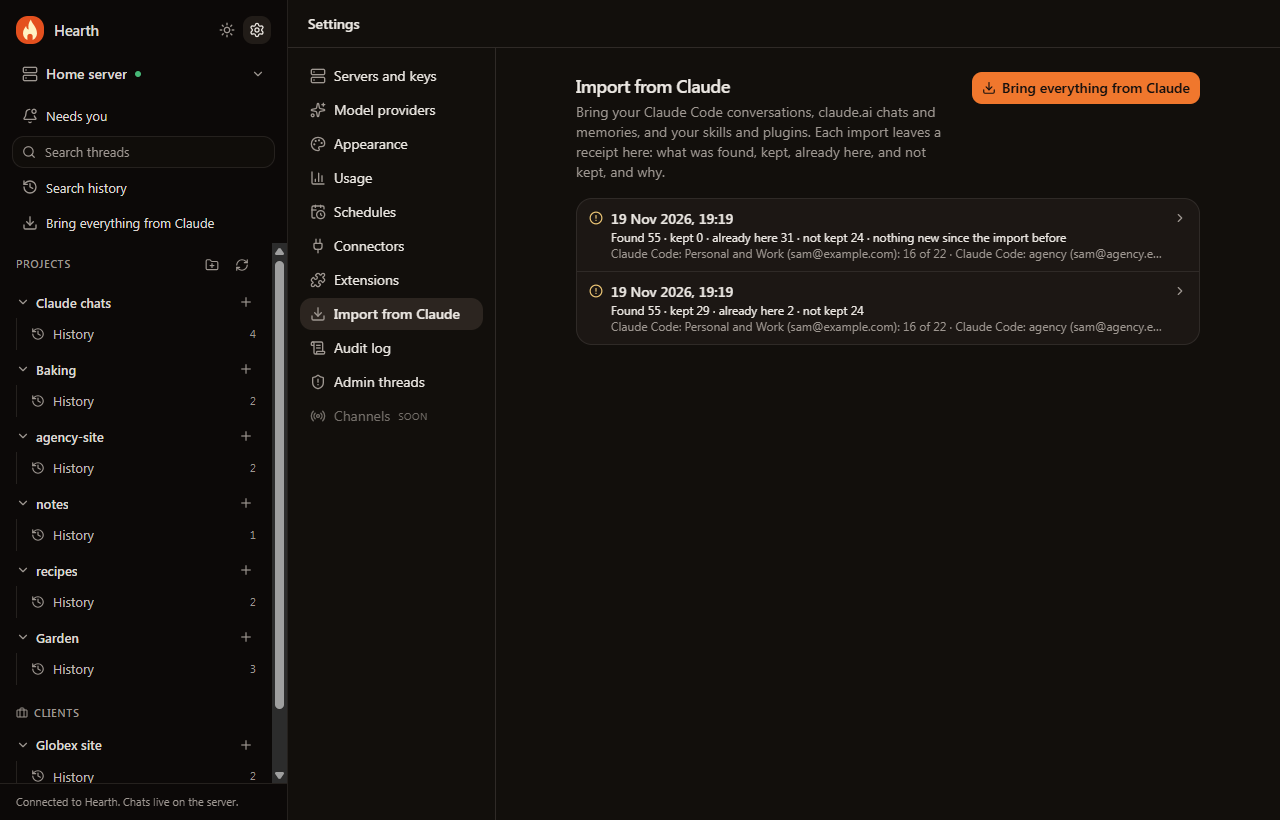 Hearth
Home server
Needs you
Search threads
Search history
Bring everything from Claude
PROJECTS
Claude chats
History 4
Baking
History 2
agency-site
History 2
notes
History 1
recipes
History 2
Garden
History 3
CLIENTS
Globex site
History 2
Connected to Hearth. Chats live on the server.
Settings
Servers and keys
Model providers
Appearance
Usage
Schedules
Connectors
Extensions
Import from Claude
Audit log
Admin threads
Channels SOON
Import from Claude
Bring everything from Claude
Bring your Claude Code conversations, claude.ai chats and
memories, and your skills and plugins. Each import leaves a
receipt here: what was found, kept, already here, and not
kept, and why.
19 Nov 2026, 19:19
Found 55 · kept 0 · already here 31 · not kept 24 · nothing new since the import before
Claude Code: Personal and Work (sam@example.com): 16 of 22 · Claude Code: agency (sam@agency.e...
19 Nov 2026, 19:19
Found 55 · kept 29 · already here 2 · not kept 24
Claude Code: Personal and Work (sam@example.com): 16 of 22 · Claude Code: agency (sam@agency.e...